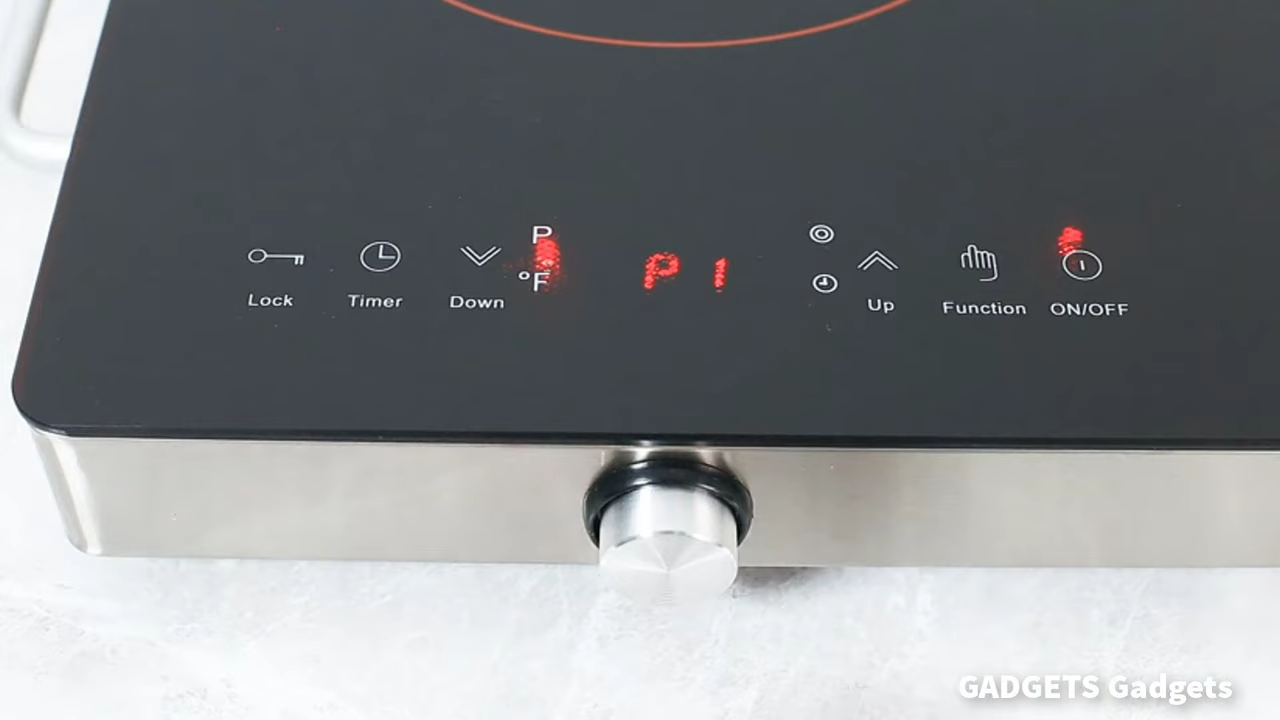 P
°F
P1
Lock
Timer
Down
Up
Function
ON/OFF
GADGETS Gadgets